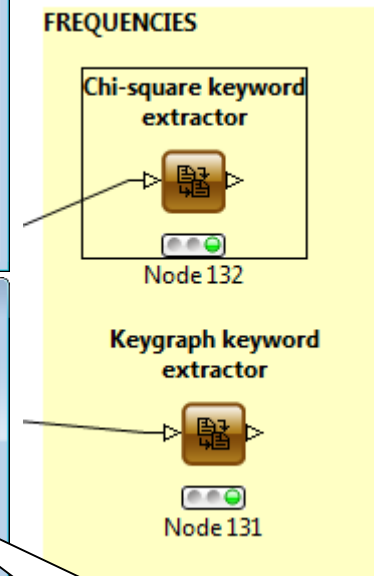 FREQUENCIES
Chi-square keyword
extractor
Node 132
Keygraph keyword
extractor
Node 131